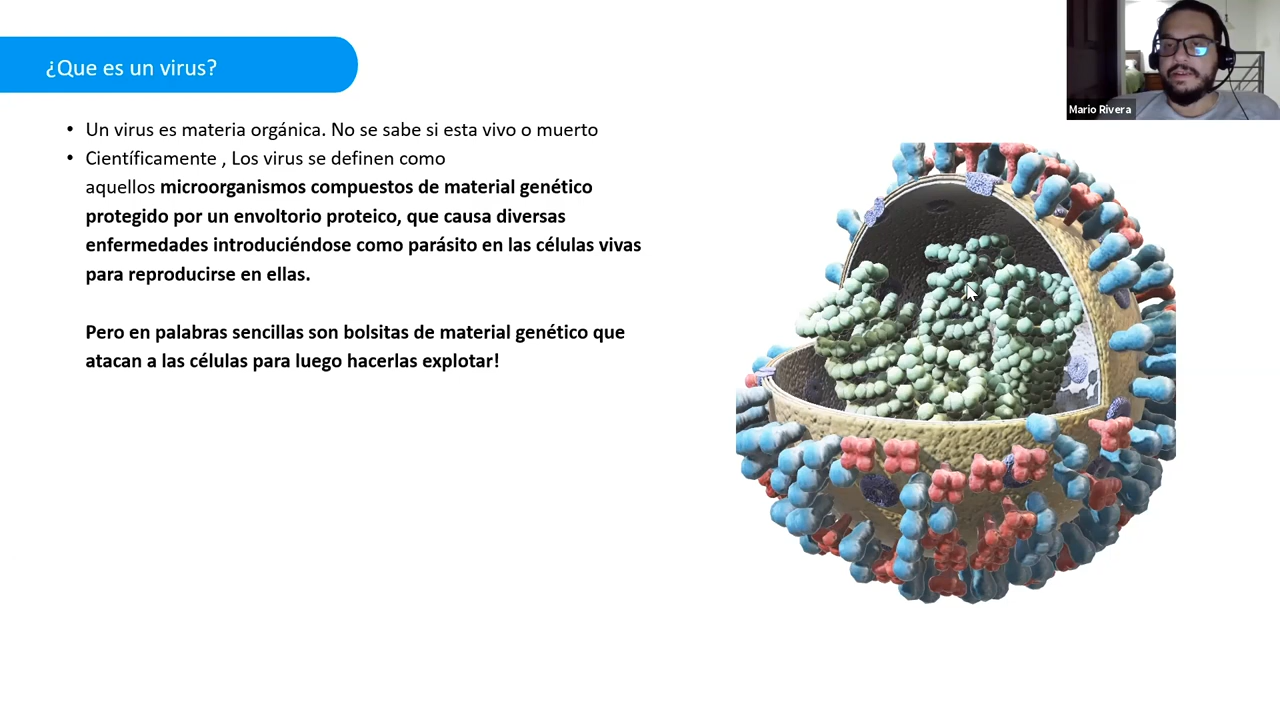 ¿Que es un virus?
Mario Rivera
• Un virus es materia orgánica. No se sabe si esta vivo o muerto
• Científicamente , Los virus se definen como
aquellos microorganismos compuestos de material genético
protegido por un envoltorio proteico, que causa diversas
enfermedades introduciéndose como parásito en las células vivas
para reproducirse en ellas.
Pero en palabras sencillas son bolsitas de material genético que
atacan a las células para luego hacerlas explotar!